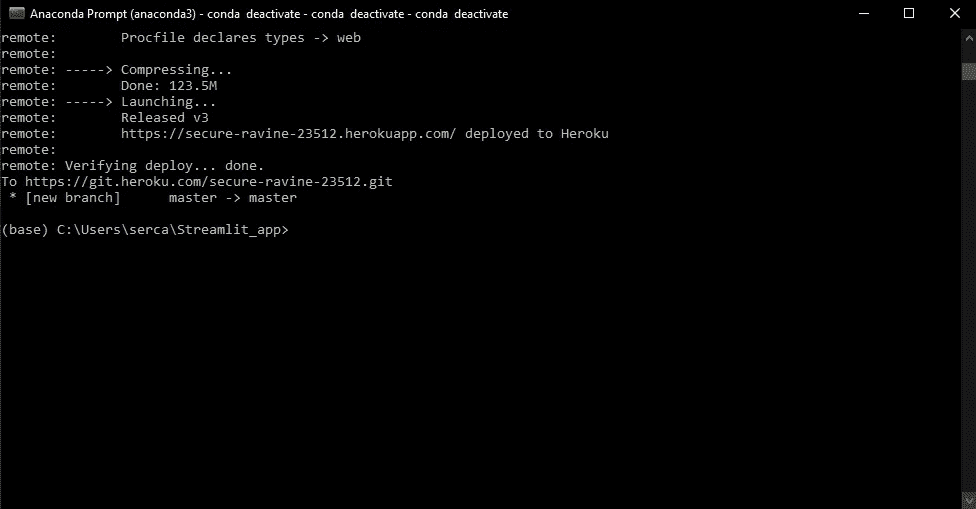 Anaconda Prompt (anaconda3) - conda deactivate - conda deactivate - conda deactivate
remote:        Procfile declares types -> web
remote:
remote: -----> Compressing...
remote:        Done: 123.5M
remote: -----> Launching...
remote:        Released v3
remote:        https://secure-ravine-23512.herokuapp.com/ deployed to Heroku
remote:
remote: Verifying deploy... done.
To https://git.heroku.com/secure-ravine-23512.git
 * [new branch]      master -> master
(base) C:\Users\serca\Streamlit_app>